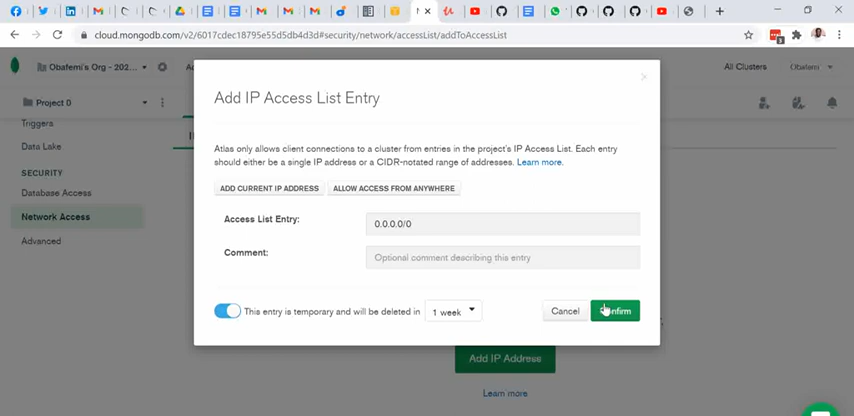 cloud.mongodb.com/v2/6017cdec18795e55d5db4d3d#security/network/accessList/addToAccessList
Obafemi's Org - 202...
All Clusters
Obafemi
Project 0
Triggers
Data Lake
SECURITY
Database Access
Network Access
Advanced
Add IP Access List Entry
Atlas only allows client connections to a cluster from entries in the project's IP Access List. Each entry
should either be a single IP address or a CIDR-notated range of addresses. Learn more.
ADD CURRENT IP ADDRESS ALLOW ACCESS FROM ANYWHERE
Access List Entry: 0.0.0.0/0
Comment: Optional comment describing this entry
This entry is temporary and will be deleted in 1 week Cancel Confirm
Add IP Address
Learn more